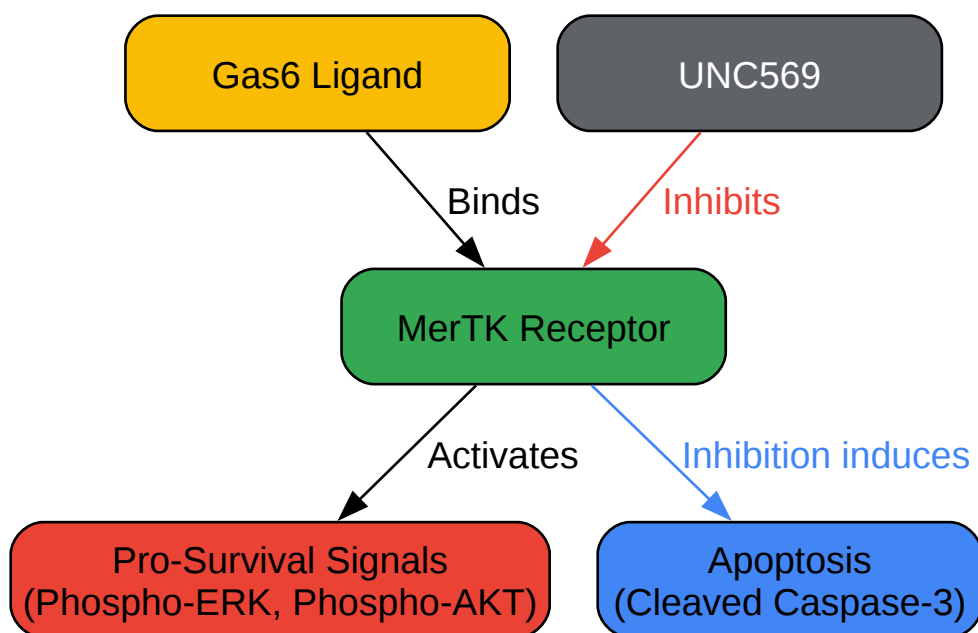 Gas6 Ligand
UNC569
Binds
Inhibits
MerTK Receptor
Activates
Inhibition induces
Pro-Survival Signals
(Phospho-ERK, Phospho-AKT)
Apoptosis
(Cleaved Caspase-3)